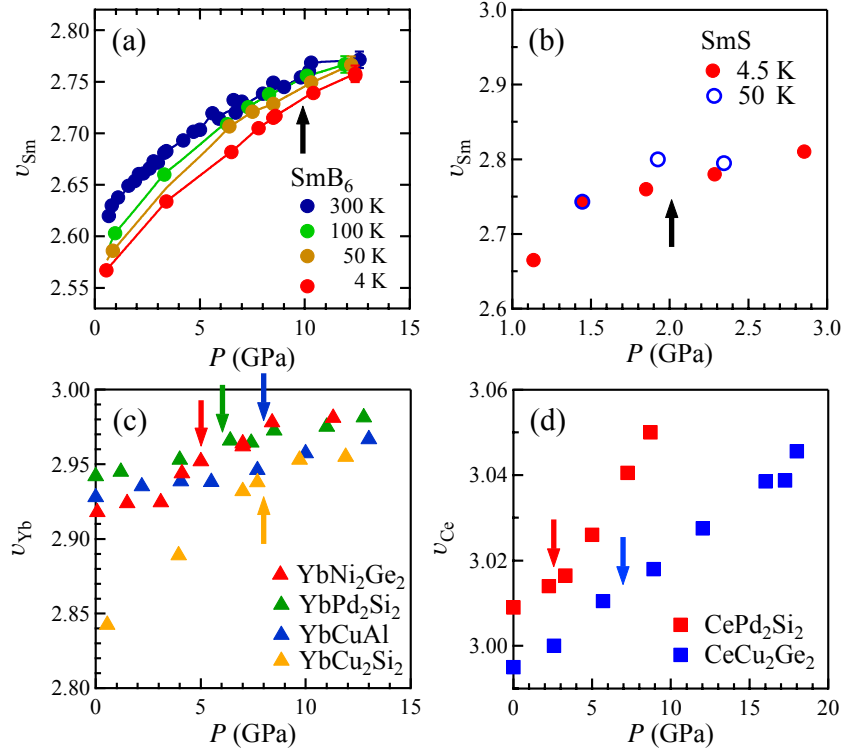 2.80
2.75
2.70
2.65
2.60
2.55
vSm
(a)
SmB6
300 K
100 K
50 K
4 K
0
5
10
15
P (GPa)
3.0
2.9
2.8
2.7
2.6
vSm
(b)
SmS
4.5 K
50 K
1.0
1.5
2.0
2.5
3.0
P (GPa)
3.00
2.95
2.90
2.85
2.80
vYb
(c)
YbNi2Ge2
YbPd2Si2
YbCuAl
YbCu2Si2
0
5
10
15
P (GPa)
3.06
3.04
3.02
3.00
vCe
(d)
CePd2Si2
CeCu2Ge2
0
5
10
15
20
P (GPa)